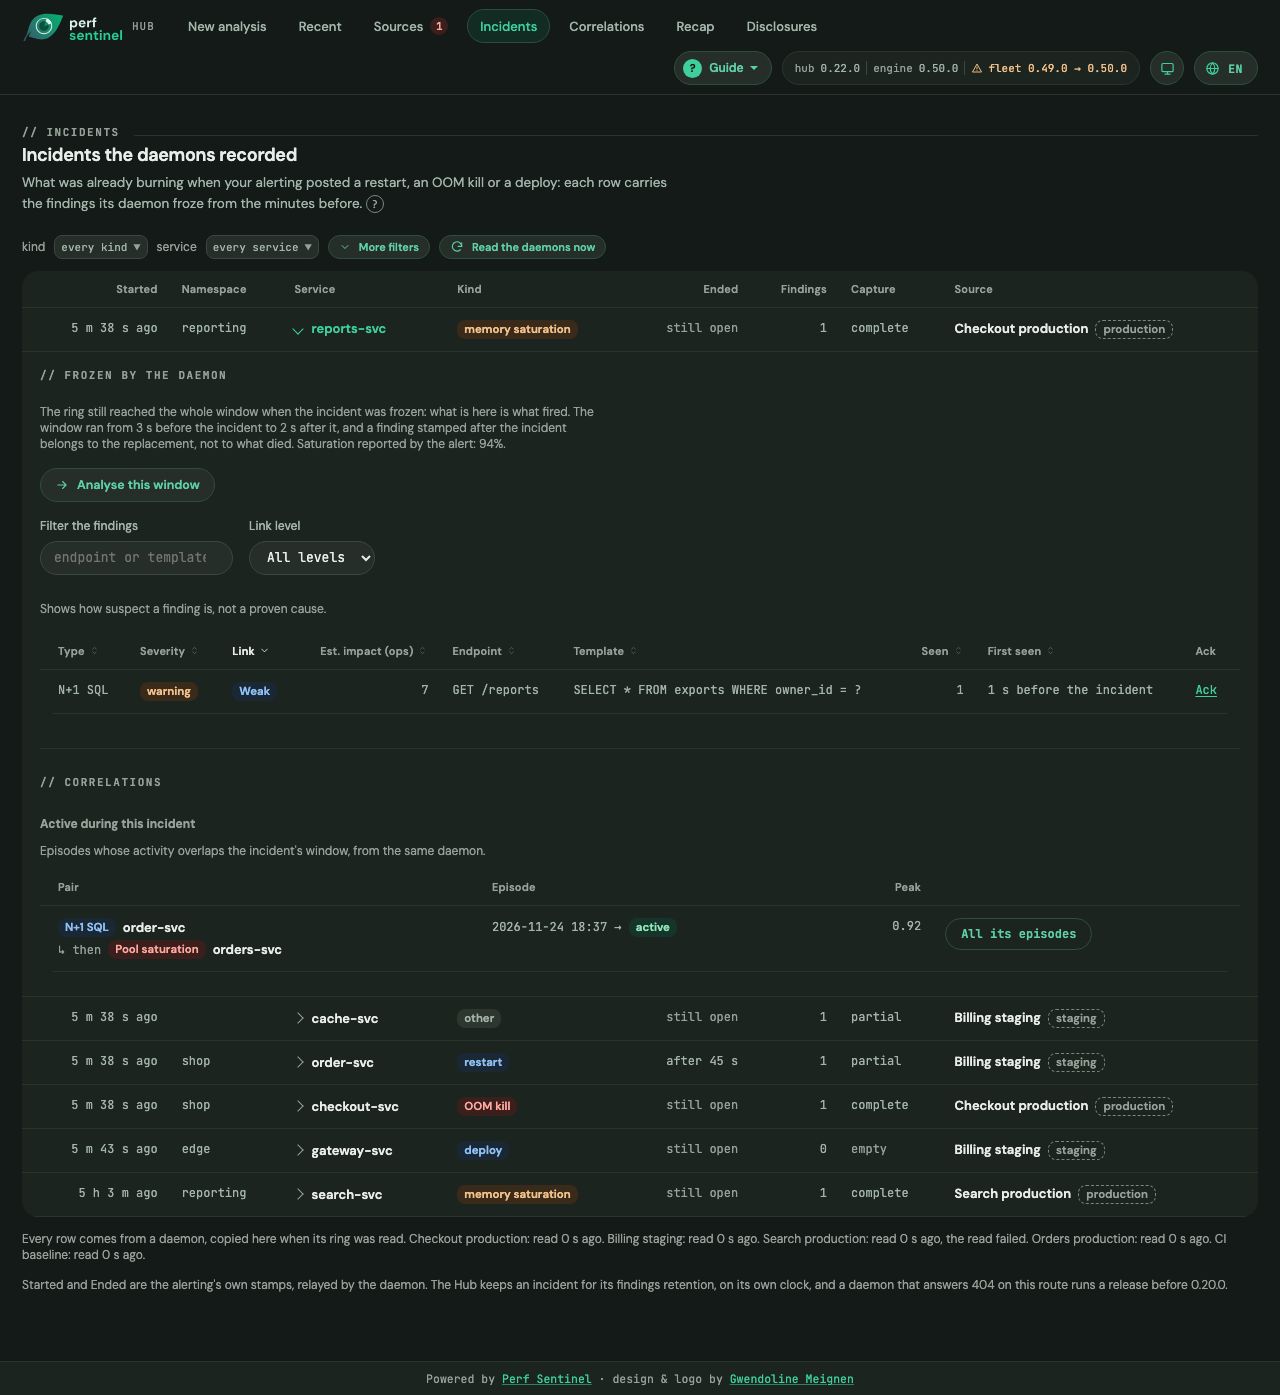 perf
sentinel
HUB
New analysis
Recent
Sources 1
Incidents
Correlations
Recap
Disclosures
? Guide
hub 0.22.0 | engine 0.50.0 | ⚠ fleet 0.49.0 → 0.50.0
EN
// INCIDENTS
Incidents the daemons recorded
What was already burning when your alerting posted a restart, an OOM kill or a deploy: each row carries
the findings its daemon froze from the minutes before. ?
kind every kind ▼ service every service ▼ More filters Read the daemons now
Started Namespace Service Kind Ended Findings Capture Source
5 m 38 s ago reporting reports-svc memory saturation still open 1 complete Checkout production production
// FROZEN BY THE DAEMON
The ring still reached the whole window when the incident was frozen: what is here is what fired. The
window ran from 3 s before the incident to 2 s after it, and a finding stamped after the incident
belongs to the replacement, not to what died. Saturation reported by the alert: 94%.
→ Analyse this window
Filter the findings Link level
endpoint or template All levels
Shows how suspect a finding is, not a proven cause.
Type Severity Link Est. impact (ops) Endpoint Template Seen First seen Ack
N+1 SQL warning Weak 7 GET /reports SELECT * FROM exports WHERE owner_id = ? 1 1 s before the incident Ack
// CORRELATIONS
Active during this incident
Episodes whose activity overlaps the incident's window, from the same daemon.
Pair Episode Peak
N+1 SQL order-svc 2026-11-24 18:37 → active 0.92 All its episodes
↳ then Pool saturation orders-svc
5 m 38 s ago cache-svc other still open 1 partial Billing staging staging
5 m 38 s ago shop order-svc restart after 45 s 1 partial Billing staging staging
5 m 38 s ago shop checkout-svc OOM kill still open 1 complete Checkout production production
5 m 43 s ago edge gateway-svc deploy still open 0 empty Billing staging staging
5 h 3 m ago reporting search-svc memory saturation still open 1 complete Search production production
Every row comes from a daemon, copied here when its ring was read. Checkout production: read 0 s ago. Billing staging: read 0 s ago. Search production: read 0 s ago, the read failed. Orders production: read 0 s ago. CI
baseline: read 0 s ago.
Started and Ended are the alerting's own stamps, relayed by the daemon. The Hub keeps an incident for its findings retention, on its own clock, and a daemon that answers 404 on this route runs a release before 0.20.0.
Powered by Perf Sentinel · design & logo by Gwendoline Meignen